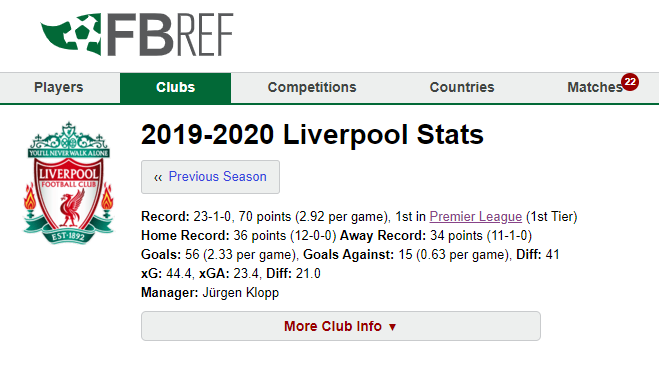 FBREF
Players Clubs Competitions Countries Matches 22
YOU'LL NEVER WALK ALONE
LIVERPOOL
FOOTBALL CLUB
EST·1892
2019-2020 Liverpool Stats
‹‹ Previous Season
Record: 23-1-0, 70 points (2.92 per game), 1st in Premier League (1st Tier)
Home Record: 36 points (12-0-0) Away Record: 34 points (11-1-0)
Goals: 56 (2.33 per game), Goals Against: 15 (0.63 per game), Diff: 41
xG: 44.4, xGA: 23.4, Diff: 21.0
Manager: Jürgen Klopp
More Club Info ▼